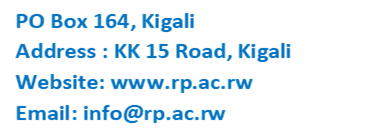 PO Box 164, Kigali
Address : KK 15 Road, Kigali
Website: www.rp.ac.rw
Email: info@rp.ac.rw